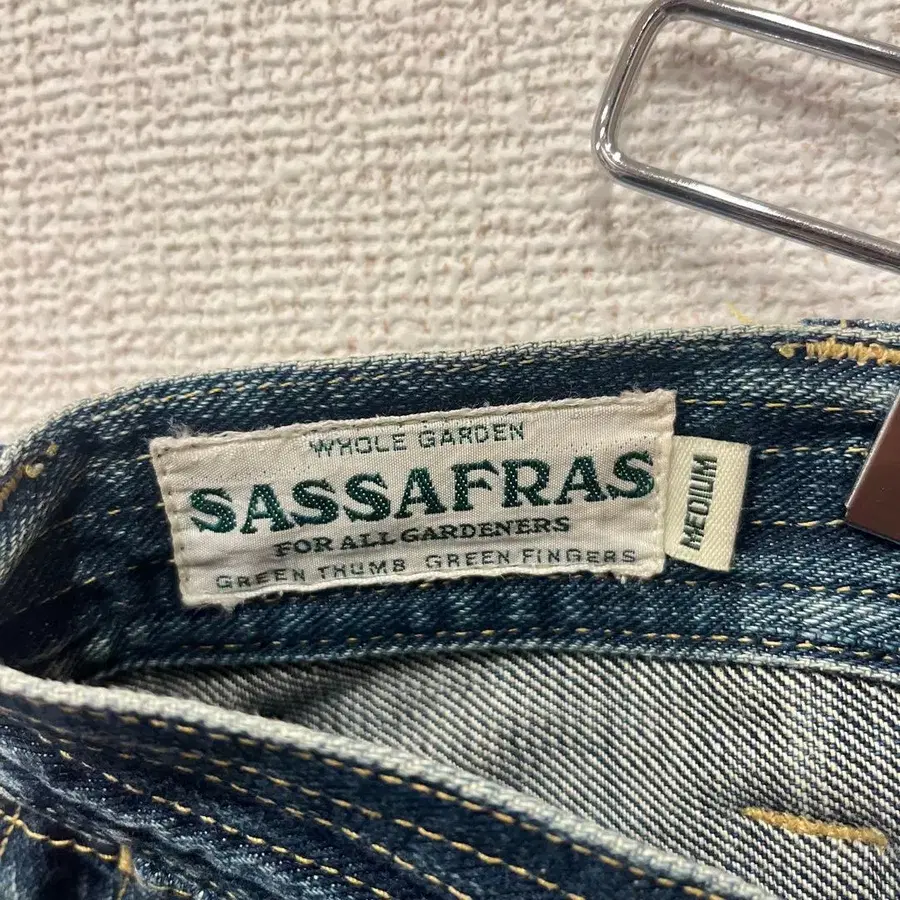 WHOLE GARDEN
SASSAFRAS
FOR ALL GARDENERS
GREEN THUMB GREEN FINGERS
MEDIUM